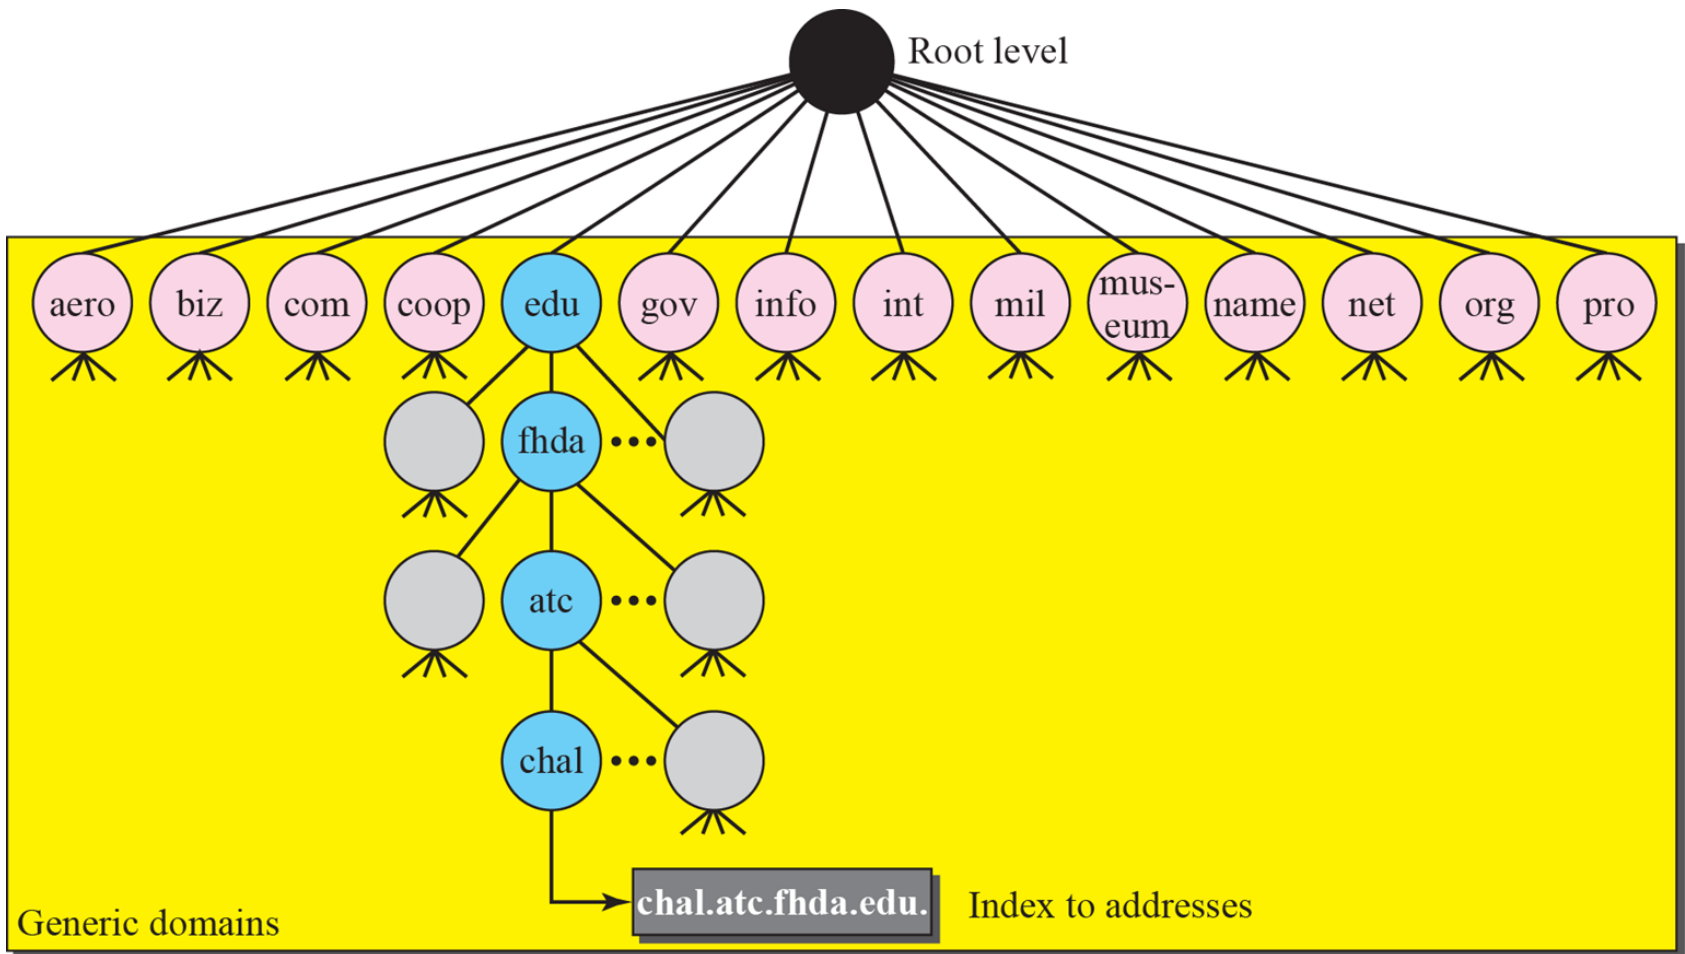 Root level
aero biz com coop edu gov info int mil mus-
eum name net org pro
fhda
atc
chal
chal.atc.fhda.edu.
Index to addresses
Generic domains